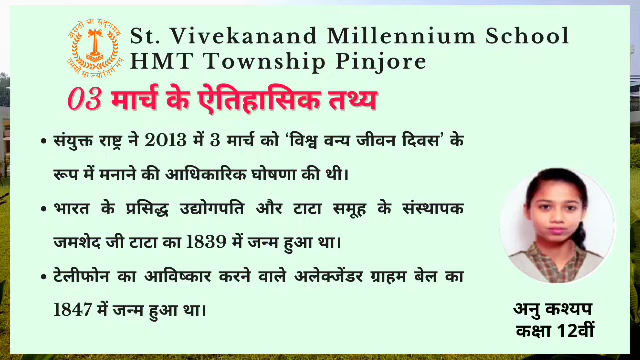 St. Vivekanand Millennium School
HMT Township Pinjore
03 मार्च के ऐतिहासिक तथ्य
• संयुक्त राष्ट्र ने 2013 में 3 मार्च को ‘विश्व वन्य जीवन दिवस’ के
रूप में मनाने की आधिकारिक घोषणा की थी।
• भारत के प्रसिद्ध उद्योगपति और टाटा समूह के संस्थापक
जमशेद जी टाटा का 1839 में जन्म हुआ था।
• टेलीफोन का आविष्कार करने वाले अलेक्जेंडर ग्राहम बेल का
1847 में जन्म हुआ था।
अनु कश्यप
कक्षा 12वीं